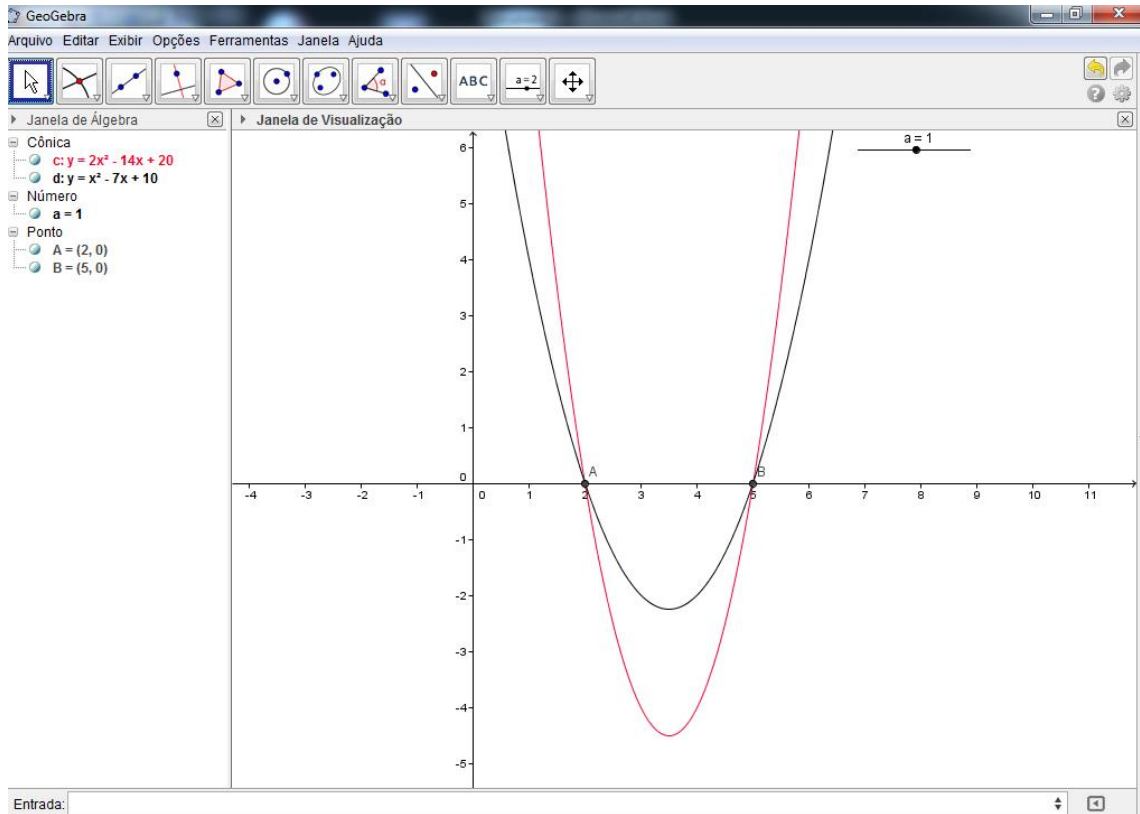 GeoGebra
Arquivo Editar Exibir Opções Ferramentas Janela Ajuda
ABC
a=2
Janela de Álgebra
Cônica
c: y = 2x² - 14x + 20
d: y = x² - 7x + 10
Número
a = 1
Ponto
A = (2, 0)
B = (5, 0)
Janela de Visualização
a = 1
6
5
4
3
2
1
0
-1
-2
-3
-4
-5
-4 -3 -2 -1 0 1 2 3 4 5 6 7 8 9 10 11
A
B
Entrada: